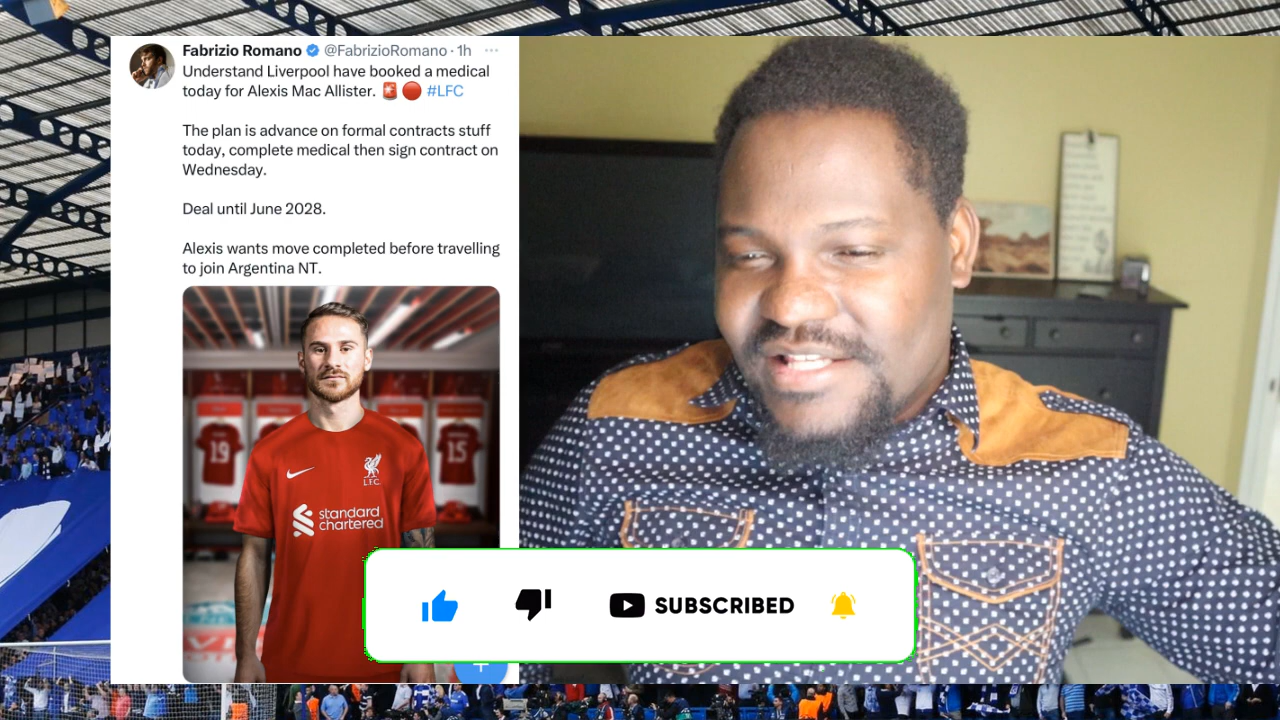 Fabrizio Romano @FabrizioRomano · 1h
Understand Liverpool have booked a medical
today for Alexis Mac Allister. 🚨🔴 #LFC
The plan is advance on formal contracts stuff
today, complete medical then sign contract on
Wednesday.
Deal until June 2028.
Alexis wants move completed before travelling
to join Argentina NT.
19
15
L.F.C.
standard
chartered
SUBSCRIBED